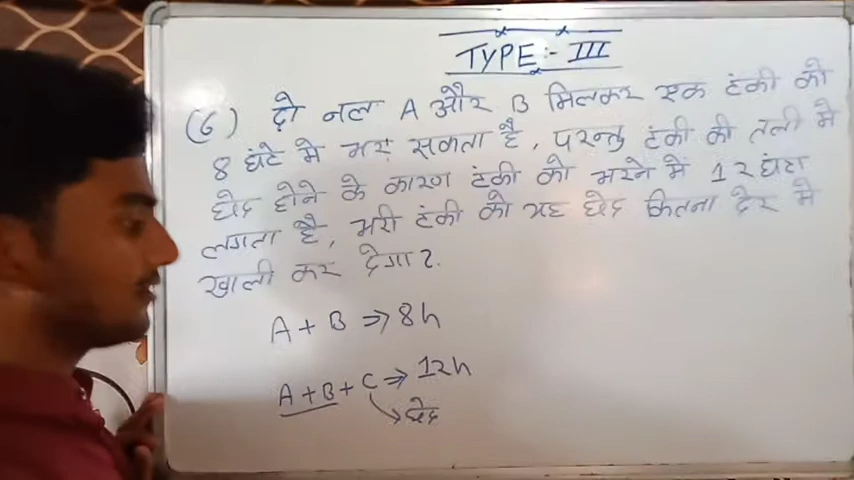 TYPE :- III
(6) दो नल A और B मिलकर एक टंकी को
8 घंटे मे भर सकता है, परन्तु टंकी की तली मे
छेद होने के कारण टंकी को भरने में 12 घंटा
लगता है, भरी टंकी को यह छेद कितना देर मे
खाली कर देगा ?.
A + B ⇒ 8h
A + B + C ⇒ 12h
→ छेद